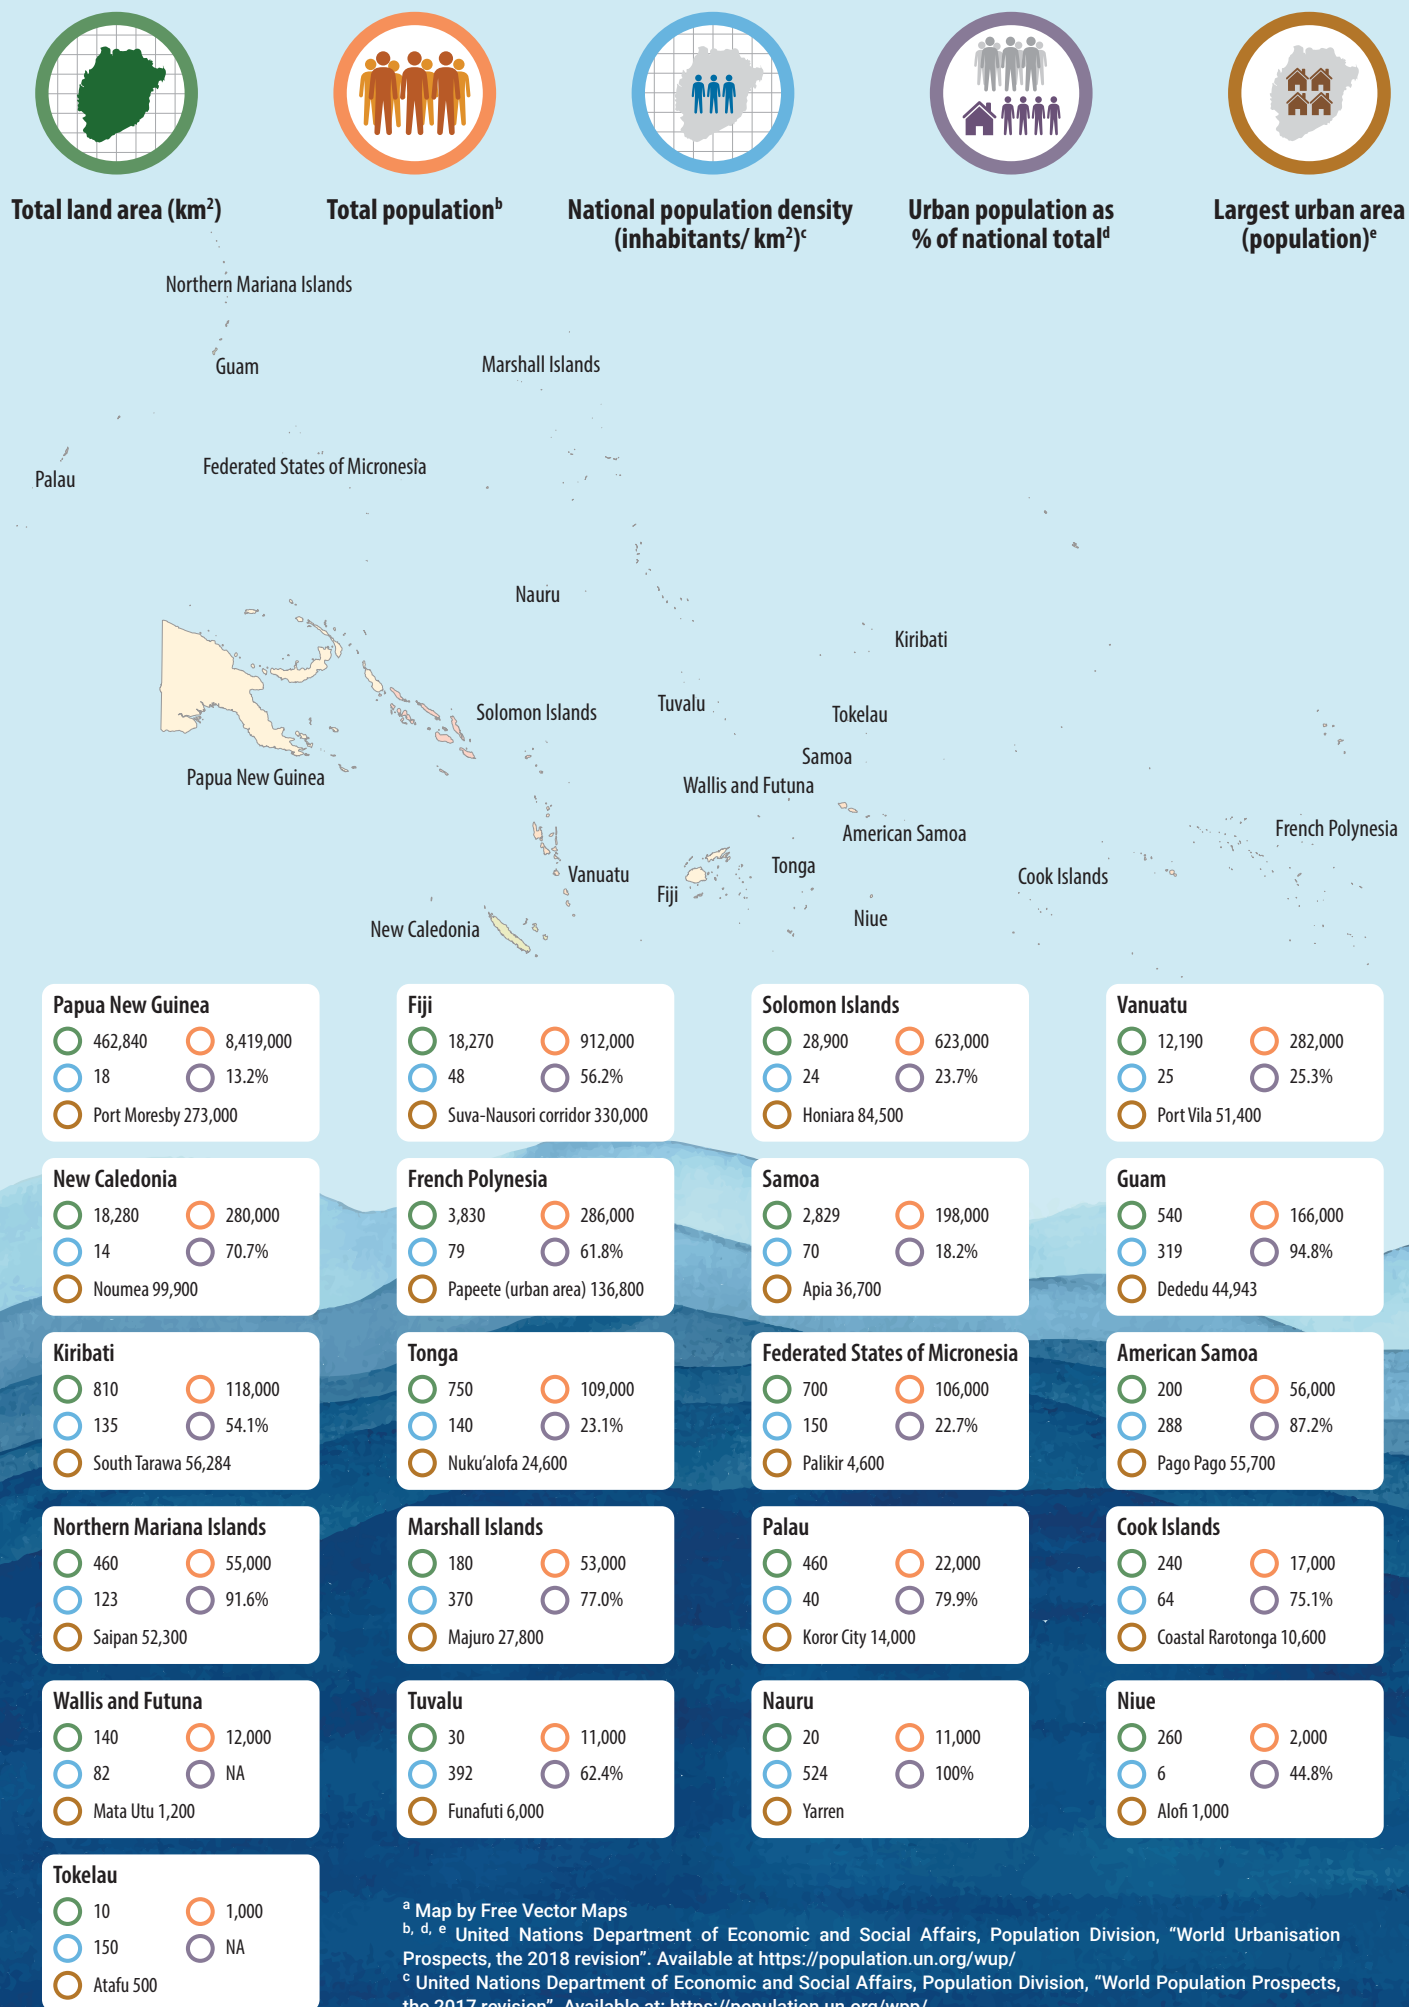 Total land area (km²)
Total populationᵇ
National population density
(inhabitants/ km²)ᶜ
Urban population as
% of national totalᵈ
Largest urban area
(population)ᵉ
Northern Mariana Islands
Guam
Marshall Islands
Federated States of Micronesia
Palau
Nauru
Kiribati
Tuvalu
Solomon Islands
Tokelau
Samoa
Papua New Guinea
Wallis and Futuna
French Polynesia
American Samoa
Tonga
Vanuatu
Cook Islands
Fiji
Niue
New Caledonia
Papua New Guinea
462,840 8,419,000
18 13.2%
Port Moresby 273,000
Fiji
18,270 912,000
48 56.2%
Suva-Nausori corridor 330,000
Solomon Islands
28,900 623,000
24 23.7%
Honiara 84,500
Vanuatu
12,190 282,000
25 25.3%
Port Vila 51,400
New Caledonia
18,280 280,000
14 70.7%
Noumea 99,900
French Polynesia
3,830 286,000
79 61.8%
Papeete (urban area) 136,800
Samoa
2,829 198,000
70 18.2%
Apia 36,700
Guam
540 166,000
319 94.8%
Dededu 44,943
Kiribati
810 118,000
135 54.1%
South Tarawa 56,284
Tonga
750 109,000
140 23.1%
Nuku’alofa 24,600
Federated States of Micronesia
700 106,000
150 22.7%
Palikir 4,600
American Samoa
200 56,000
288 87.2%
Pago Pago 55,700
Northern Mariana Islands
460 55,000
123 91.6%
Saipan 52,300
Marshall Islands
180 53,000
370 77.0%
Majuro 27,800
Palau
460 22,000
40 79.9%
Koror City 14,000
Cook Islands
240 17,000
64 75.1%
Coastal Rarotonga 10,600
Wallis and Futuna
140 12,000
82 NA
Mata Utu 1,200
Tuvalu
30 11,000
392 62.4%
Funafuti 6,000
Nauru
20 11,000
524 100%
Yarren
Niue
260 2,000
6 44.8%
Alofi 1,000
Tokelau
10 1,000
150 NA
Atafu 500
ᵃ Map by Free Vector Maps
ᵇ, ᵈ, ᵉ United Nations Department of Economic and Social Affairs, Population Division, “World Urbanisation
Prospects, the 2018 revision”. Available at https://population.un.org/wup/
ᶜ United Nations Department of Economic and Social Affairs, Population Division, “World Population Prospects,
the 2017 revision”. Available at: https://population.un.org/wpp/